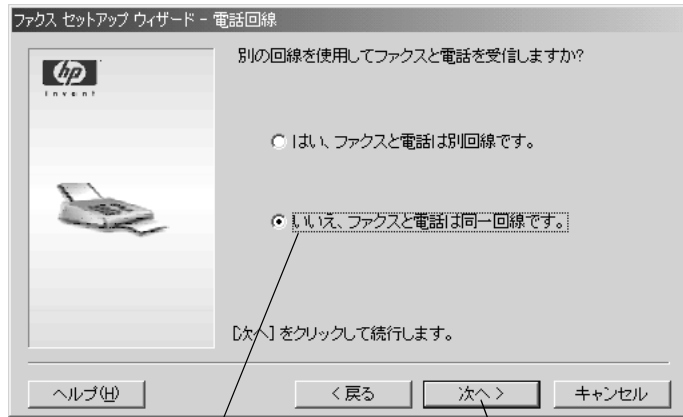 ファクス セットアップ ウィザード - 電話回線
hp
invent
別の回線を使用してファクスと電話を受信しますか?
はい、ファクスと電話は別回線です。
いいえ、ファクスと電話は同一回線です。
[次へ] をクリックして続行します。
ヘルプ(H)
< 戻る
次へ >
キャンセル